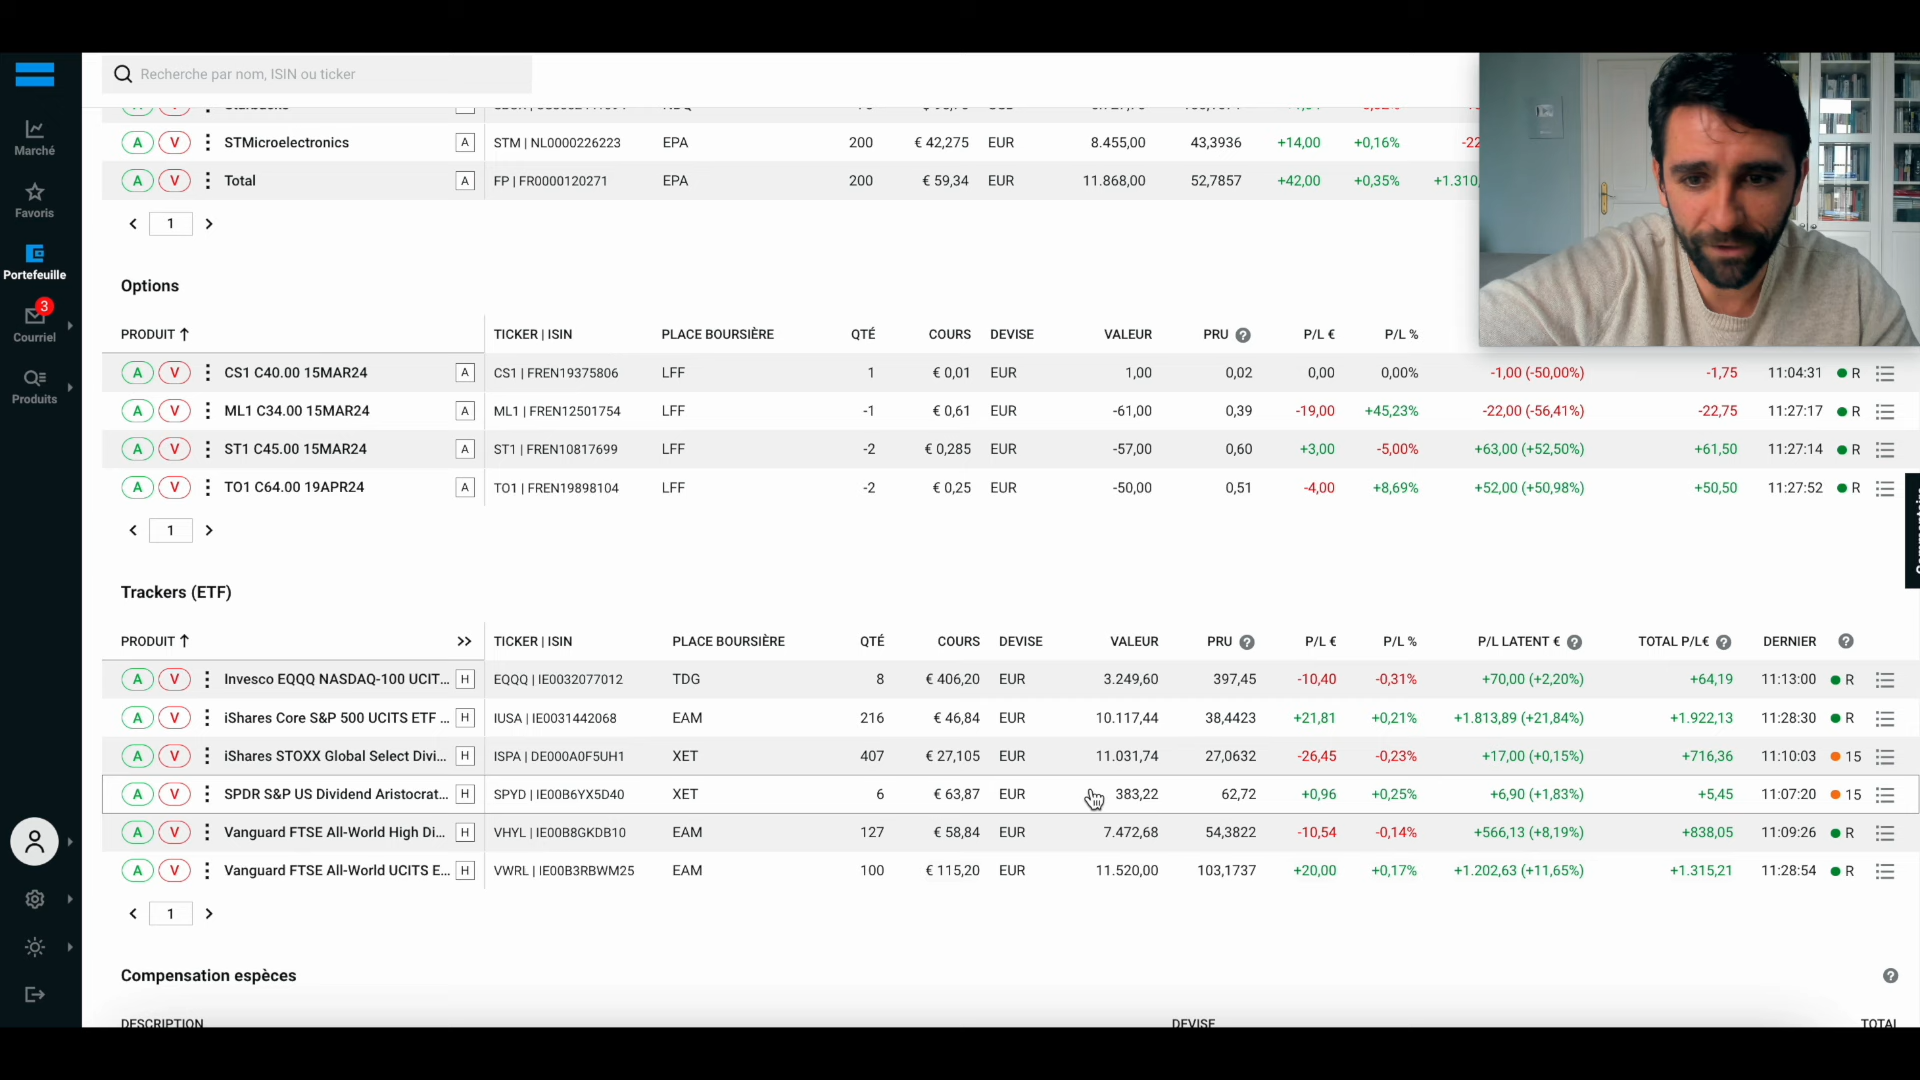 Recherche par nom, ISIN ou ticker
Marché
Favoris
Portefeuille
3
Courriel
Produits
A V STMicroelectronics A STM | NL0000226223 EPA 200 € 42,275 EUR 8.455,00 43,3936 +14,00 +0,16% -22
A V Total A FP | FR0000120271 EPA 200 € 59,34 EUR 11.868,00 52,7857 +42,00 +0,35% +1.310,
1
Options
PRODUIT TICKER | ISIN PLACE BOURSIÈRE QTÉ COURS DEVISE VALEUR PRU ? P/L € P/L %
A V CS1 C40.00 15MAR24 A CS1 | FREN19375806 LFF 1 € 0,01 EUR 1,00 0,02 0,00 0,00% -1,00 (-50,00%) -1,75 11:04:31 R
A V ML1 C34.00 15MAR24 A ML1 | FREN12501754 LFF -1 € 0,61 EUR -61,00 0,39 -19,00 +45,23% -22,00 (-56,41%) -22,75 11:27:17 R
A V ST1 C45.00 15MAR24 A ST1 | FREN10817699 LFF -2 € 0,285 EUR -57,00 0,60 +3,00 -5,00% +63,00 (+52,50%) +61,50 11:27:14 R
A V TO1 C64.00 19APR24 A TO1 | FREN19898104 LFF -2 € 0,25 EUR -50,00 0,51 -4,00 +8,69% +52,00 (+50,98%) +50,50 11:27:52 R
1
Trackers (ETF)
PRODUIT TICKER | ISIN PLACE BOURSIÈRE QTÉ COURS DEVISE VALEUR PRU ? P/L € P/L % P/L LATENT € ? TOTAL P/L€ ? DERNIER ?
A V Invesco EQQQ NASDAQ-100 UCIT... H EQQQ | IE0032077012 TDG 8 € 406,20 EUR 3.249,60 397,45 -10,40 -0,31% +70,00 (+2,20%) +64,19 11:13:00 R
A V iShares Core S&P 500 UCITS ETF ... H IUSA | IE0031442068 EAM 216 € 46,84 EUR 10.117,44 38,4423 +21,81 +0,21% +1.813,89 (+21,84%) +1.922,13 11:28:30 R
A V iShares STOXX Global Select Divi... H ISPA | DE000A0F5UH1 XET 407 € 27,105 EUR 11.031,74 27,0632 -26,45 -0,23% +17,00 (+0,15%) +716,36 11:10:03 15
A V SPDR S&P US Dividend Aristocrat... H SPYD | IE00B6YX5D40 XET 6 € 63,87 EUR 383,22 62,72 +0,96 +0,25% +6,90 (+1,83%) +5,45 11:07:20 15
A V Vanguard FTSE All-World High Di... H VHYL | IE00B8GKDB10 EAM 127 € 58,84 EUR 7.472,68 54,3822 -10,54 -0,14% +566,13 (+8,19%) +838,05 11:09:26 R
A V Vanguard FTSE All-World UCITS E... H VWRL | IE00B3RBWM25 EAM 100 € 115,20 EUR 11.520,00 103,1737 +20,00 +0,17% +1.202,63 (+11,65%) +1.315,21 11:28:54 R
1
Compensation espèces ?
DESCRIPTION DEVISE TOTAL